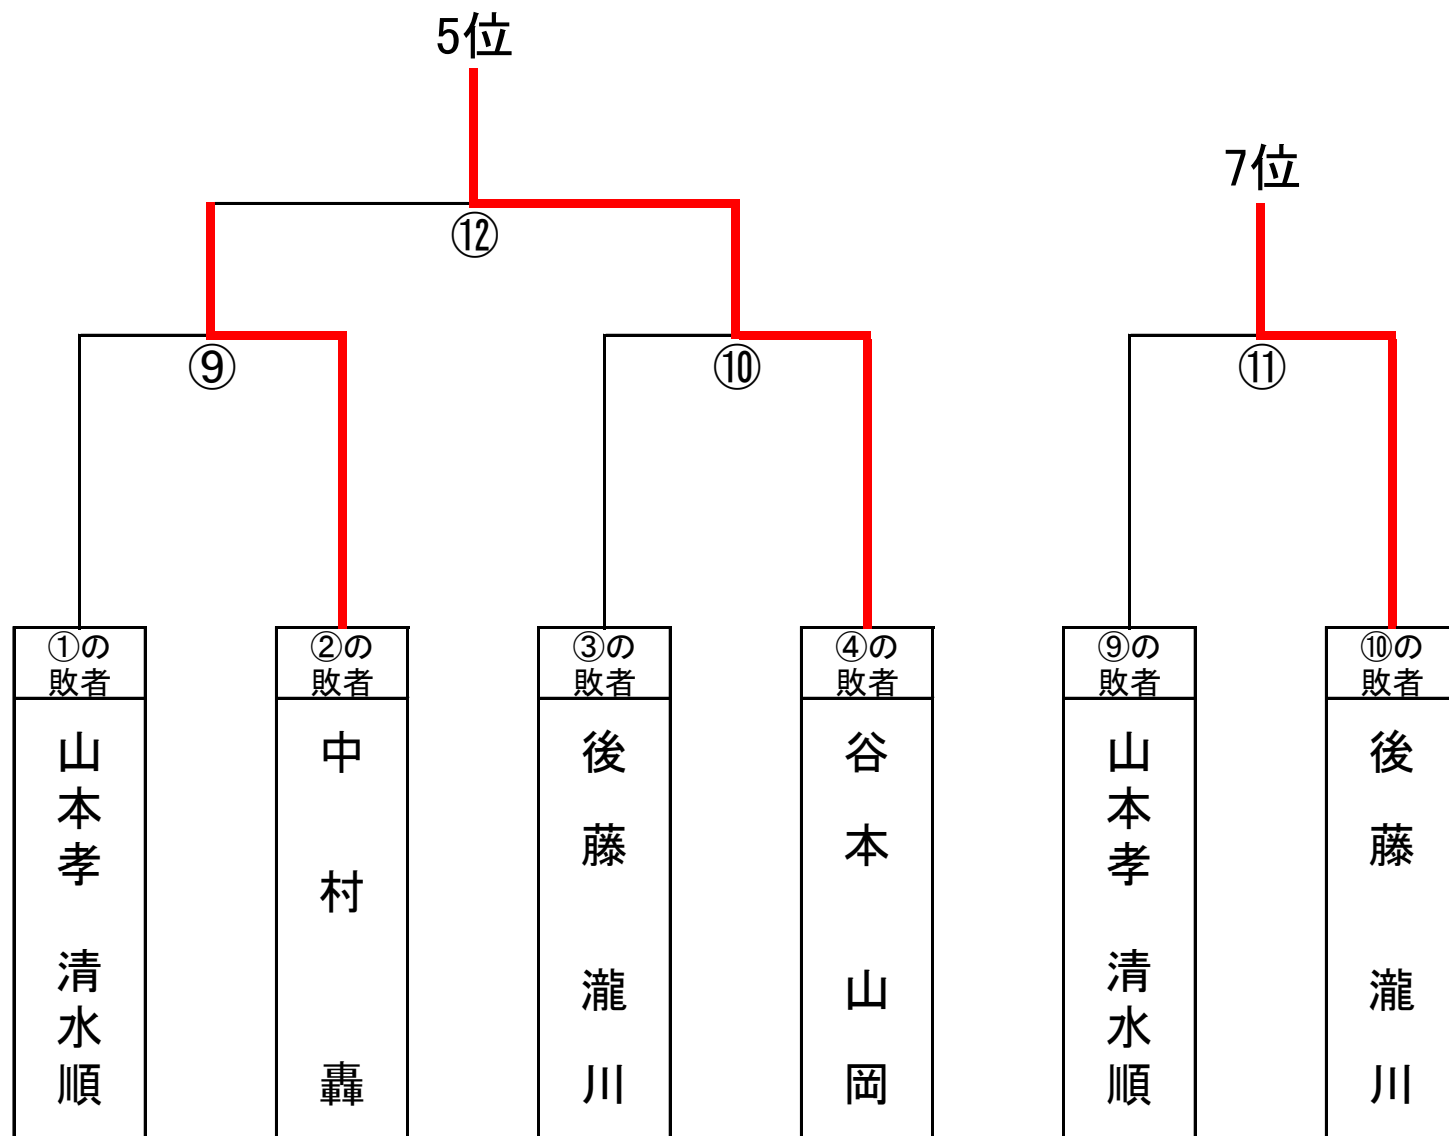 5位
7位
⑫
⑨
⑩
⑪
①の
敗者
②の
敗者
③の
敗者
④の
敗者
⑨の
敗者
⑩の
敗者
山本孝 清水順
中村 轟
後藤 瀧川
谷本 山岡
山本孝 清水順
後藤 瀧川